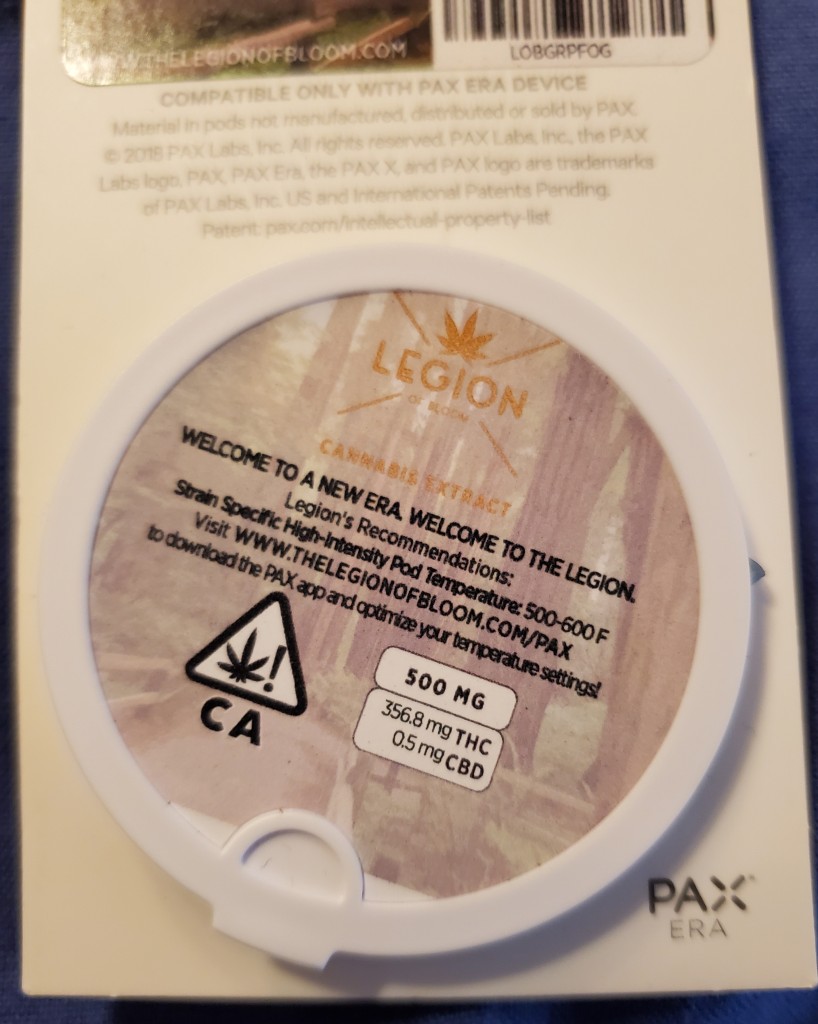 WWW.THELEGIONOFBLOOM.COM
LOBGRPFOG
COMPATIBLE ONLY WITH PAX ERA DEVICE
Material in pods not manufactured, distributed or sold by PAX.
© 2018 PAX Labs, Inc. All rights reserved. PAX Labs, Inc., the PAX
Labs logo, PAX, PAX Era, the PAX X, and PAX logo are trademarks
of PAX Labs, Inc. US and International Patents Pending.
Patent: pax.com/intellectual-property-list
LEGION
OF BLOOM
CANNABIS EXTRACT
WELCOME TO A NEW ERA. WELCOME TO THE LEGION.
Legion's Recommendations:
Strain Specific High-Intensity Pod Temperature: 500-600 F
Visit WWW.THELEGIONOFBLOOM.COM/PAX
to download the PAX app and optimize your temperature settings!
!
CA
500 MG
356.8 mg THC
0.5 mg CBD
PAX
ERA